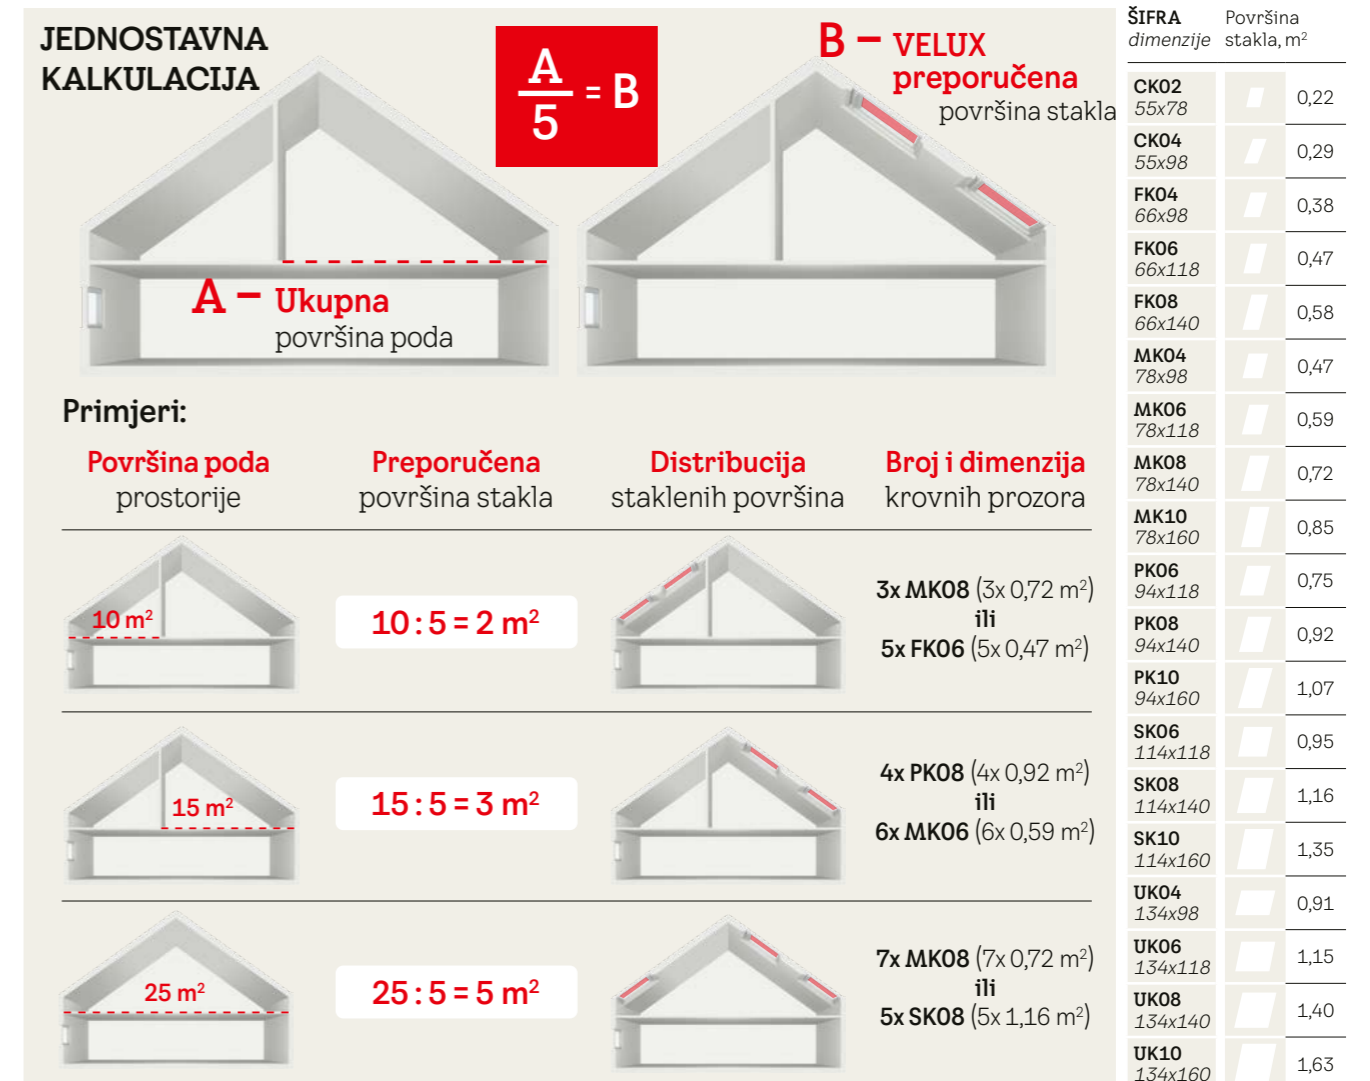 JEDNOSTAVNA
KALKULACIJA
A
5
= B
B – VELUX
preporučena
površina stakla
A – Ukupna
površina poda
Primjeri:
Površina poda
prostorije
Preporučena
površina stakla
Distribucija
staklenih površina
Broj i dimenzija
krovnih prozora
10 m²
10 : 5 = 2 m²
3x MK08 (3x 0,72 m²)
ili
5x FK06 (5x 0,47 m²)
15 m²
15 : 5 = 3 m²
4x PK08 (4x 0,92 m²)
ili
6x MK06 (6x 0,59 m²)
25 m²
25 : 5 = 5 m²
7x MK08 (7x 0,72 m²)
ili
5x SK08 (5x 1,16 m²)
ŠIFRA
dimenzije
Površina
stakla, m²
CK02
55x78
0,22
CK04
55x98
0,29
FK04
66x98
0,38
FK06
66x118
0,47
FK08
66x140
0,58
MK04
78x98
0,47
MK06
78x118
0,59
MK08
78x140
0,72
MK10
78x160
0,85
PK06
94x118
0,75
PK08
94x140
0,92
PK10
94x160
1,07
SK06
114x118
0,95
SK08
114x140
1,16
SK10
114x160
1,35
UK04
134x98
0,91
UK06
134x118
1,15
UK08
134x140
1,40
UK10
134x160
1,63